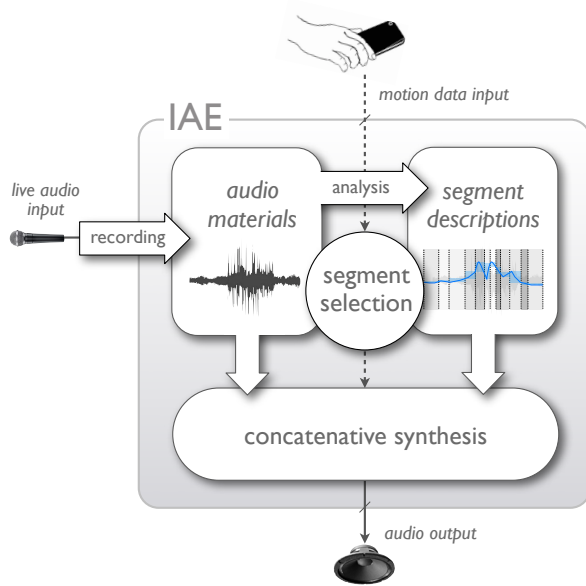 motion data input
IAE
live audio
input
recording
audio
materials
analysis
segment
descriptions
segment
selection
concatenative synthesis
audio output